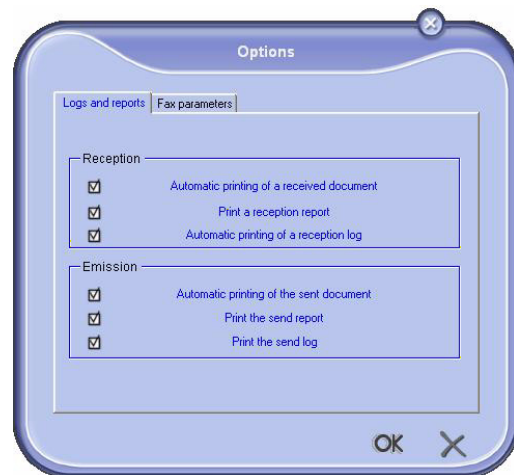 Options
Logs and reports
Fax parameters
Reception
Automatic printing of a received document
Print a reception report
Automatic printing of a reception log
Emission
Automatic printing of the sent document
Print the send report
Print the send log
OK